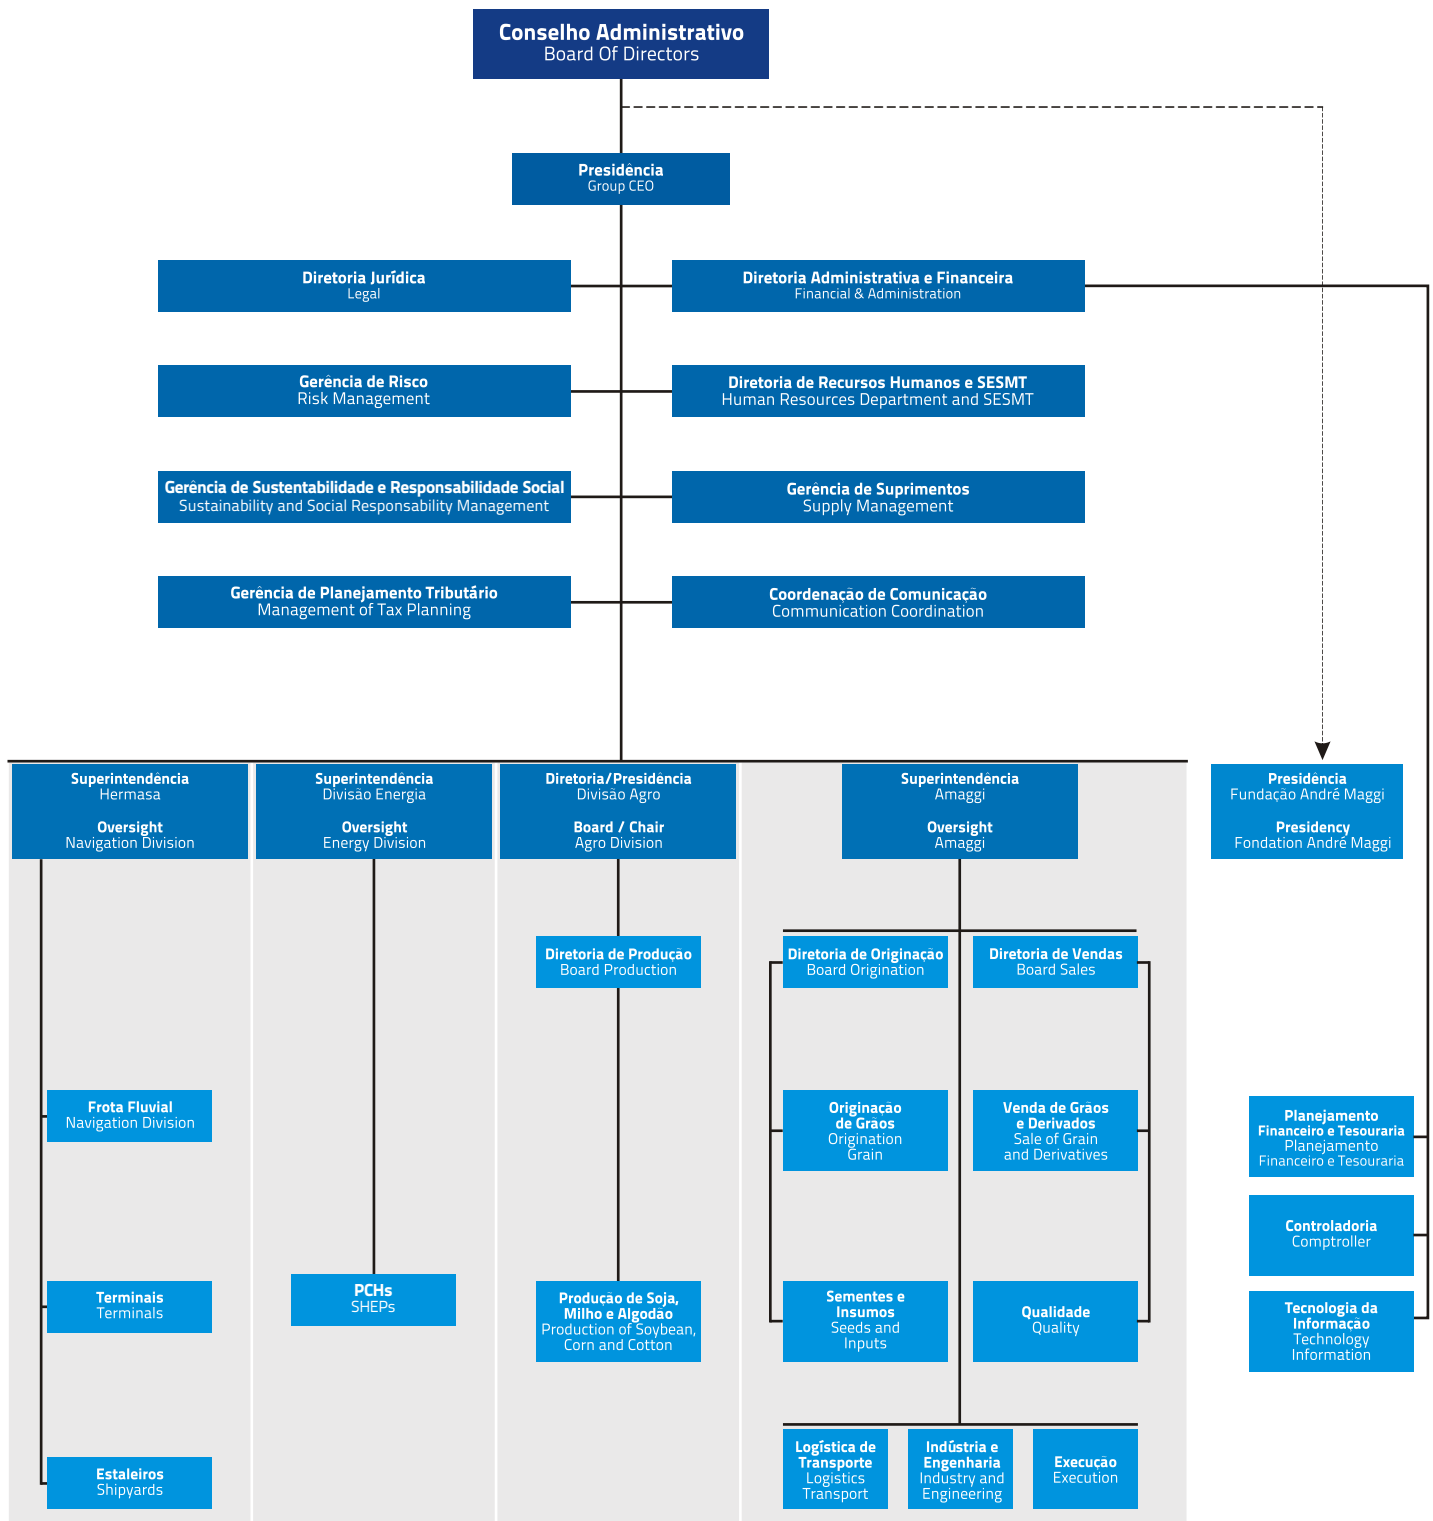 Conselho Administrativo
Board Of Directors
Presidência
Group CEO
Diretoria Jurídica
Legal
Diretoria Administrativa e Financeira
Financial & Administration
Gerência de Risco
Risk Management
Diretoria de Recursos Humanos e SESMT
Human Resources Department and SESMT
Gerência de Sustentabilidade e Responsabilidade Social
Sustainability and Social Responsability Management
Gerência de Suprimentos
Supply Management
Gerência de Planejamento Tributário
Management of Tax Planning
Coordenação de Comunicação
Communication Coordination
Superintendência
Hermasa
Oversight
Navigation Division
Superintendência
Divisão Energia
Oversight
Energy Division
Diretoria/Presidência
Divisão Agro
Board / Chair
Agro Division
Superintendência
Amaggi
Oversight
Amaggi
Presidência
Fundação André Maggi
Presidency
Fondation André Maggi
Diretoria de Produção
Board Production
Diretoria de Originação
Board Origination
Diretoria de Vendas
Board Sales
Frota Fluvial
Navigation Division
Originação
de Grãos
Origination
Grain
Venda de Grãos
e Derivados
Sale of Grain
and Derivatives
Planejamento
Financeiro e Tesouraria
Planejamento
Financeiro e Tesouraria
Controladoria
Comptroller
Terminais
Terminals
PCHs
SHEPs
Produção de Soja,
Milho e Algodão
Production of Soybean,
Corn and Cotton
Sementes e
Insumos
Seeds and
Inputs
Qualidade
Quality
Tecnologia da
Informação
Technology
Information
Estaleiros
Shipyards
Logística de
Transporte
Logistics
Transport
Indústria e
Engenharia
Industry and
Engineering
Execução
Execution